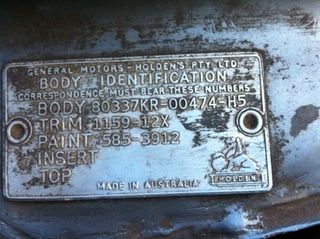 GENERAL MOTORS - HOLDEN'S PTY. LTD.
BODY IDENTIFICATION
CORRESPONDENCE MUST BEAR THESE NUMBERS
BODY 80337KR-00474-H5
TRIM 1159-12X
PAINT 585-3912
INSERT
TOP
MADE IN AUSTRALIA
HOLDEN